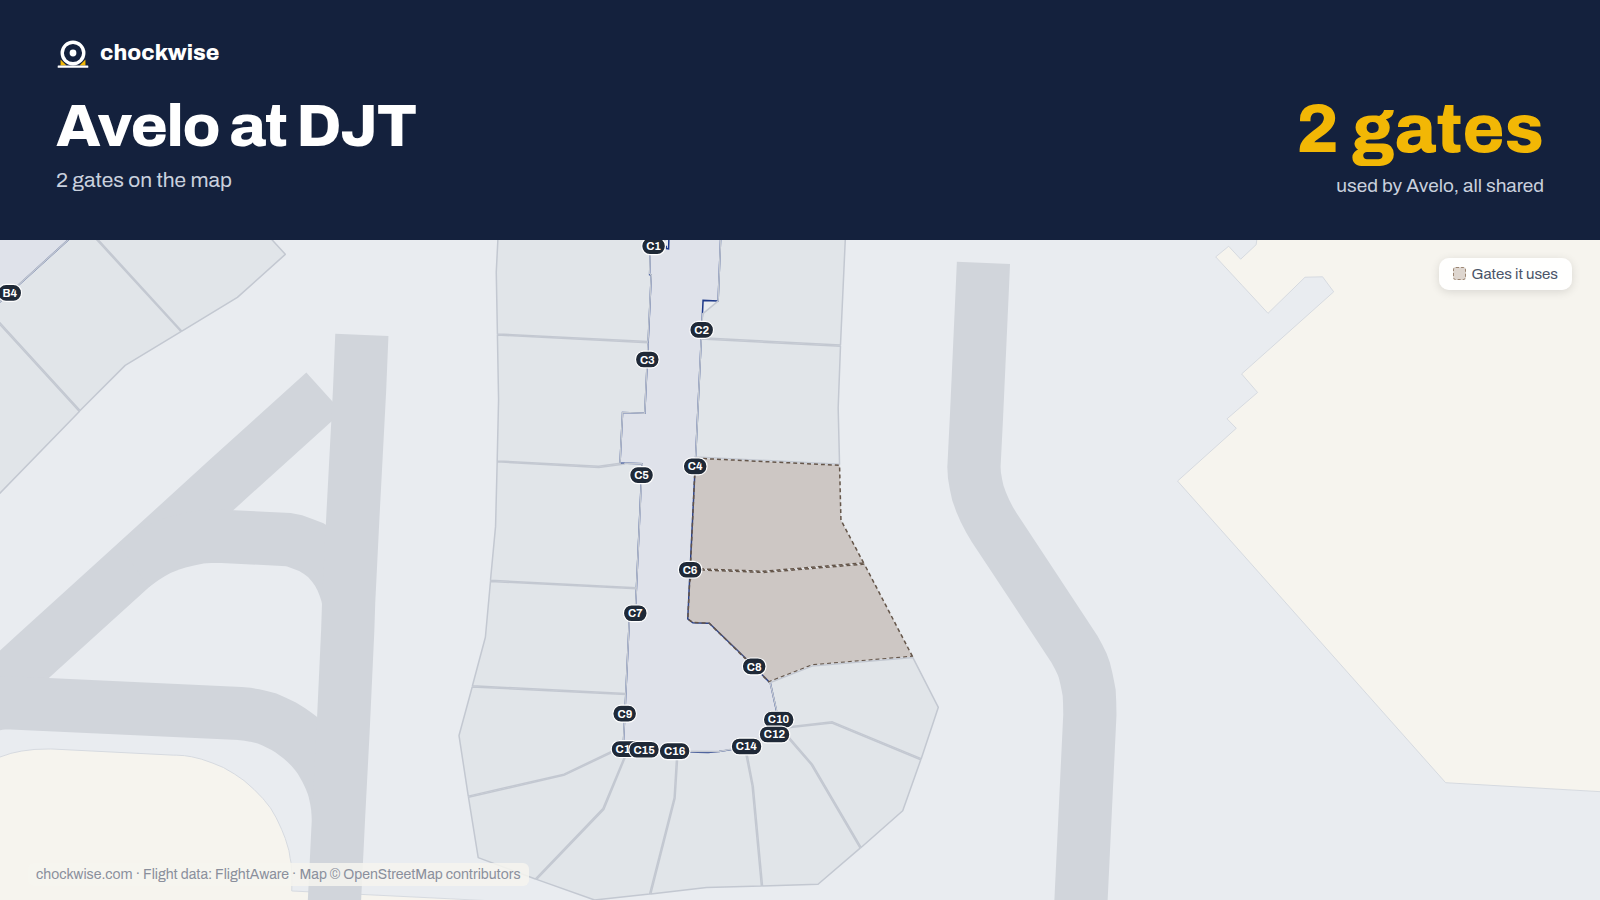 chockwise
Avelo at DJT
2 gates on the map
2 gates
used by Avelo, all shared
Gates it uses
C1
B4
C2
C3
C4
C5
C6
C7
C8
C9
C10
C12
C14
C15
C16
chockwise.com · Flight data: FlightAware · Map © OpenStreetMap contributors